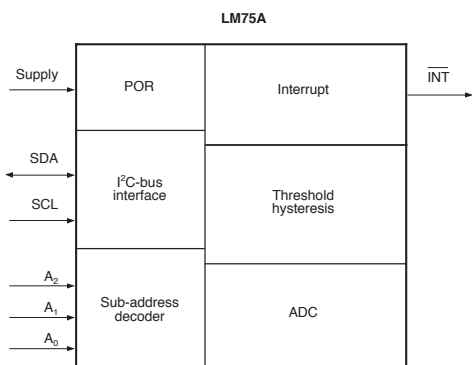 LM75A
Supply
POR
Interrupt
INT
SDA
I²C-bus
interface
SCL
Threshold
hysteresis
A₂
A₁
A₀
Sub-address
decoder
ADC